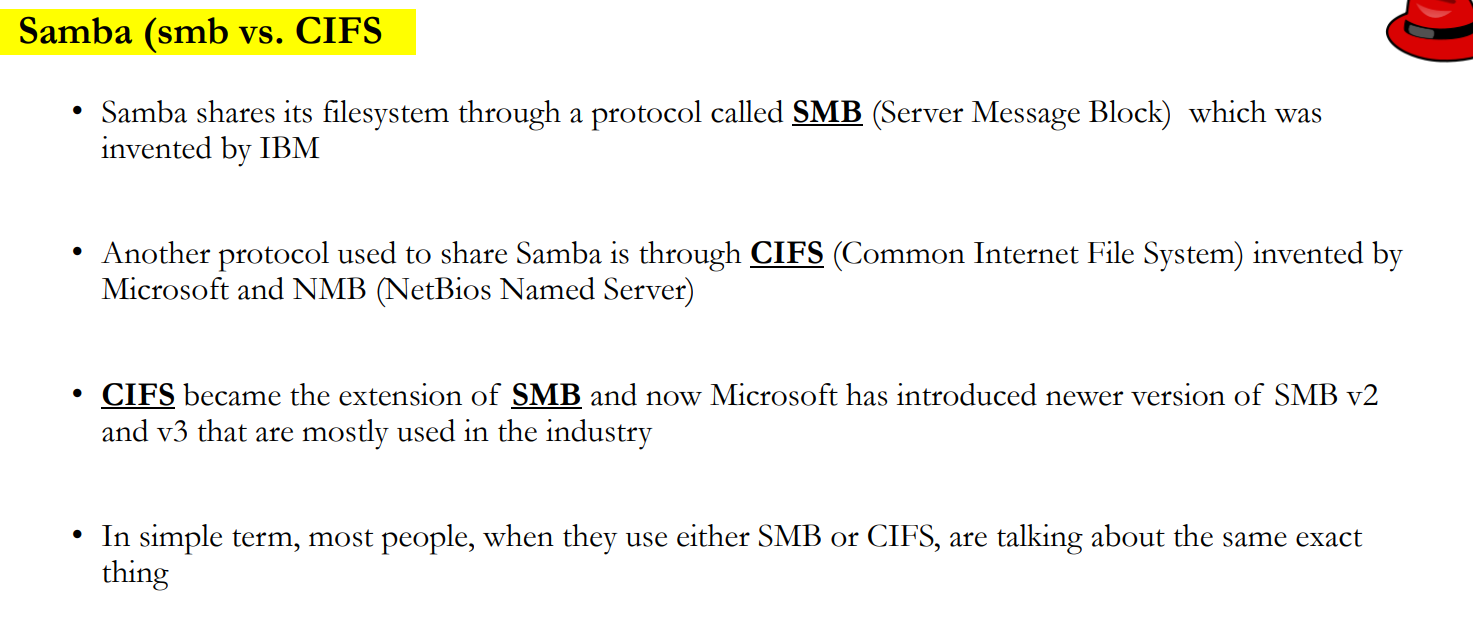 Samba (smb vs. CIFS
• Samba shares its filesystem through a protocol called SMB (Server Message Block)  which was
invented by IBM
• Another protocol used to share Samba is through CIFS (Common Internet File System) invented by
Microsoft and NMB (NetBios Named Server)
• CIFS became the extension of SMB and now Microsoft has introduced newer version of SMB v2
and v3 that are mostly used in the industry
• In simple term, most people, when they use either SMB or CIFS, are talking about the same exact
thing